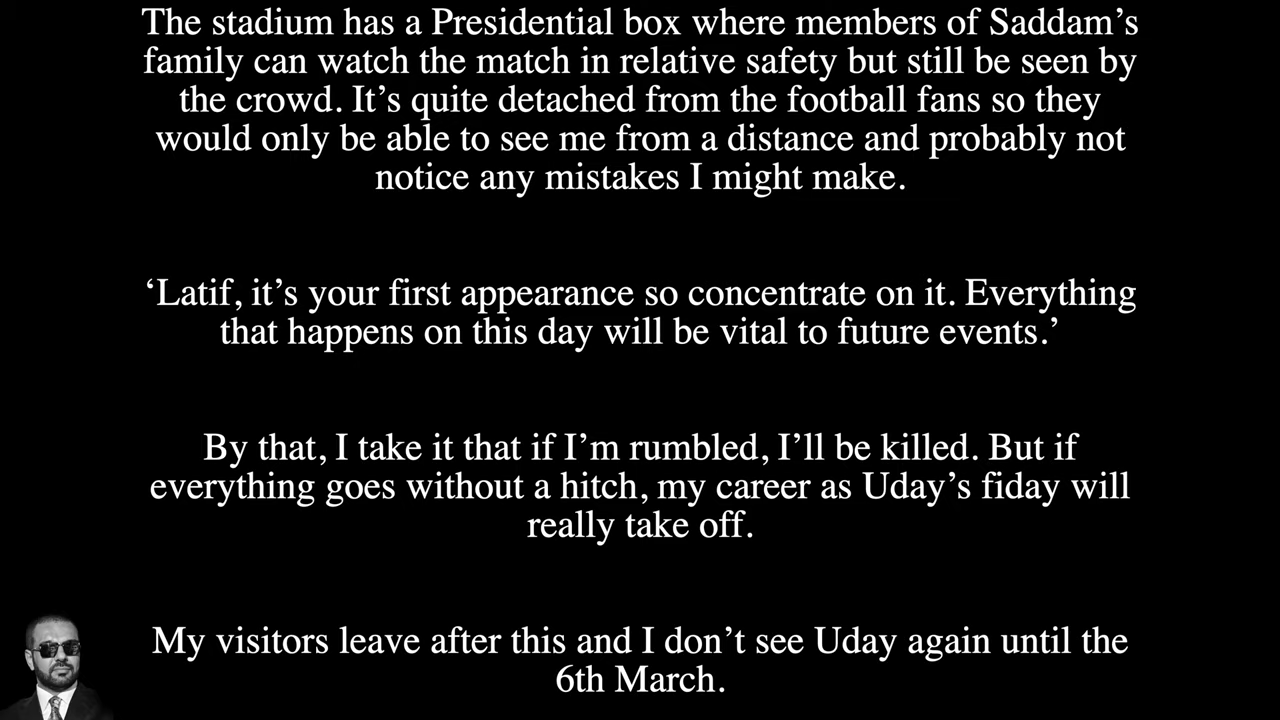 The stadium has a Presidential box where members of Saddam’s
family can watch the match in relative safety but still be seen by
the crowd. It’s quite detached from the football fans so they
would only be able to see me from a distance and probably not
notice any mistakes I might make.
‘Latif, it’s your first appearance so concentrate on it. Everything
that happens on this day will be vital to future events.’
By that, I take it that if I’m rumbled, I’ll be killed. But if
everything goes without a hitch, my career as Uday’s fiday will
really take off.
My visitors leave after this and I don’t see Uday again until the
6th March.